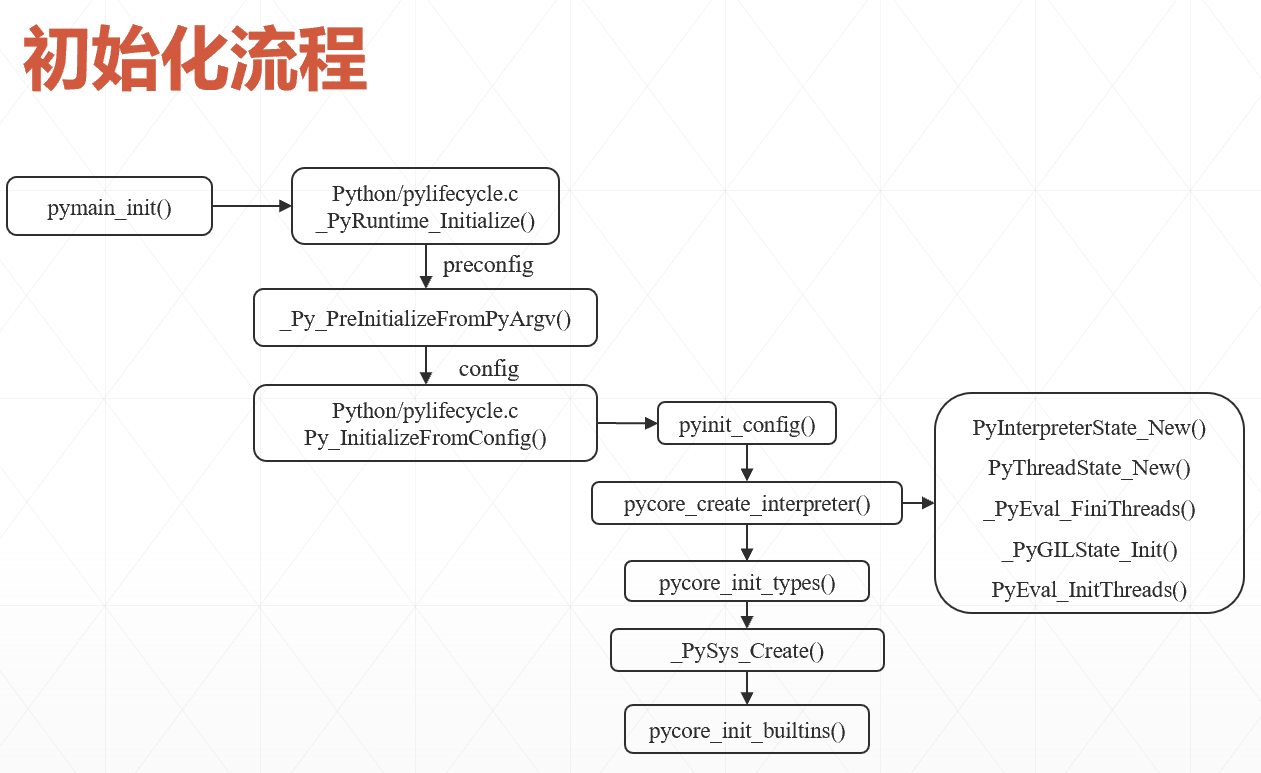 初始化流程
pymain_init()
Python/pylifecycle.c
_PyRuntime_Initialize()
preconfig
_Py_PreInitializeFromPyArgv()
config
Python/pylifecycle.c
Py_InitializeFromConfig()
pyinit_config()
pycore_create_interpreter()
PyInterpreterState_New()
PyThreadState_New()
_PyEval_FiniThreads()
_PyGILState_Init()
PyEval_InitThreads()
pycore_init_types()
_PySys_Create()
pycore_init_builtins()